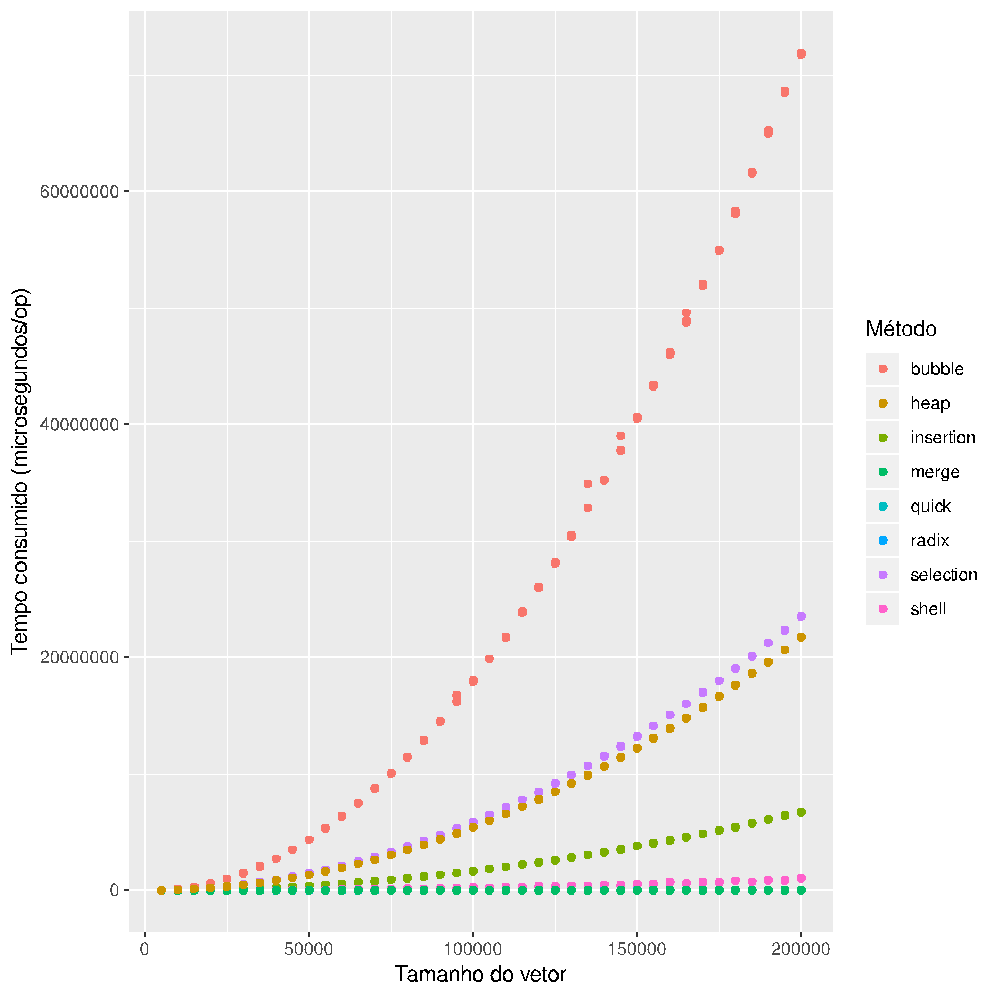 Tempo consumido (microsegundos/op)
60000000
40000000
20000000
0
0
50000
100000
150000
200000
Tamanho do vetor
Método
bubble
heap
insertion
merge
quick
radix
selection
shell